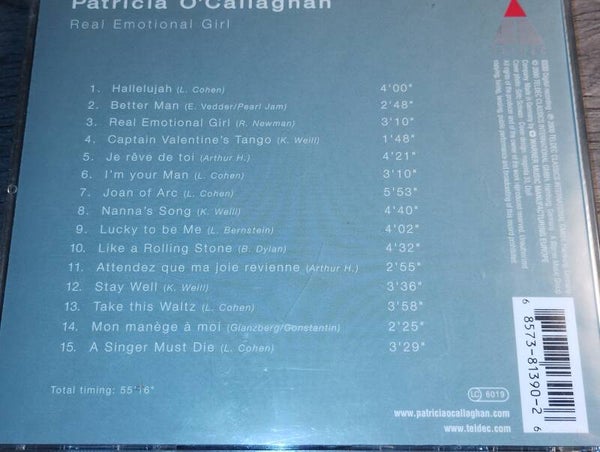 Patricia O'Callaghan
Real Emotional Girl
1. Hallelujah (L. Cohen) 4'00"
2. Better Man (E. Vedder/Pearl Jam) 2'48"
3. Real Emotional Girl (R. Newman) 3'10"
4. Captain Valentine's Tango (K. Weill) 1'48"
5. Je rêve de toi (Arthur H.) 4'21"
6. I'm your Man (L. Cohen) 3'10"
7. Joan of Arc (L. Cohen) 5'53"
8. Nanna's Song (K. Weill) 4'40"
9. Lucky to be Me (L. Bernstein) 4'02"
10. Like a Rolling Stone (B. Dylan) 4'32"
11. Attendez que ma joie revienne (Arthur H.) 2'55"
12. Stay Well (K. Weill) 3'36"
13. Take this Waltz (L. Cohen) 3'58"
14. Mon manège à moi (Glanzberg/Constantin) 2'25"
15. A Singer Must Die (L. Cohen) 3'29"
Total timing: 55'16"
LC 6019
www.patriciaocallaghan.com
www.teldec.com
6 85738-1390-2 6